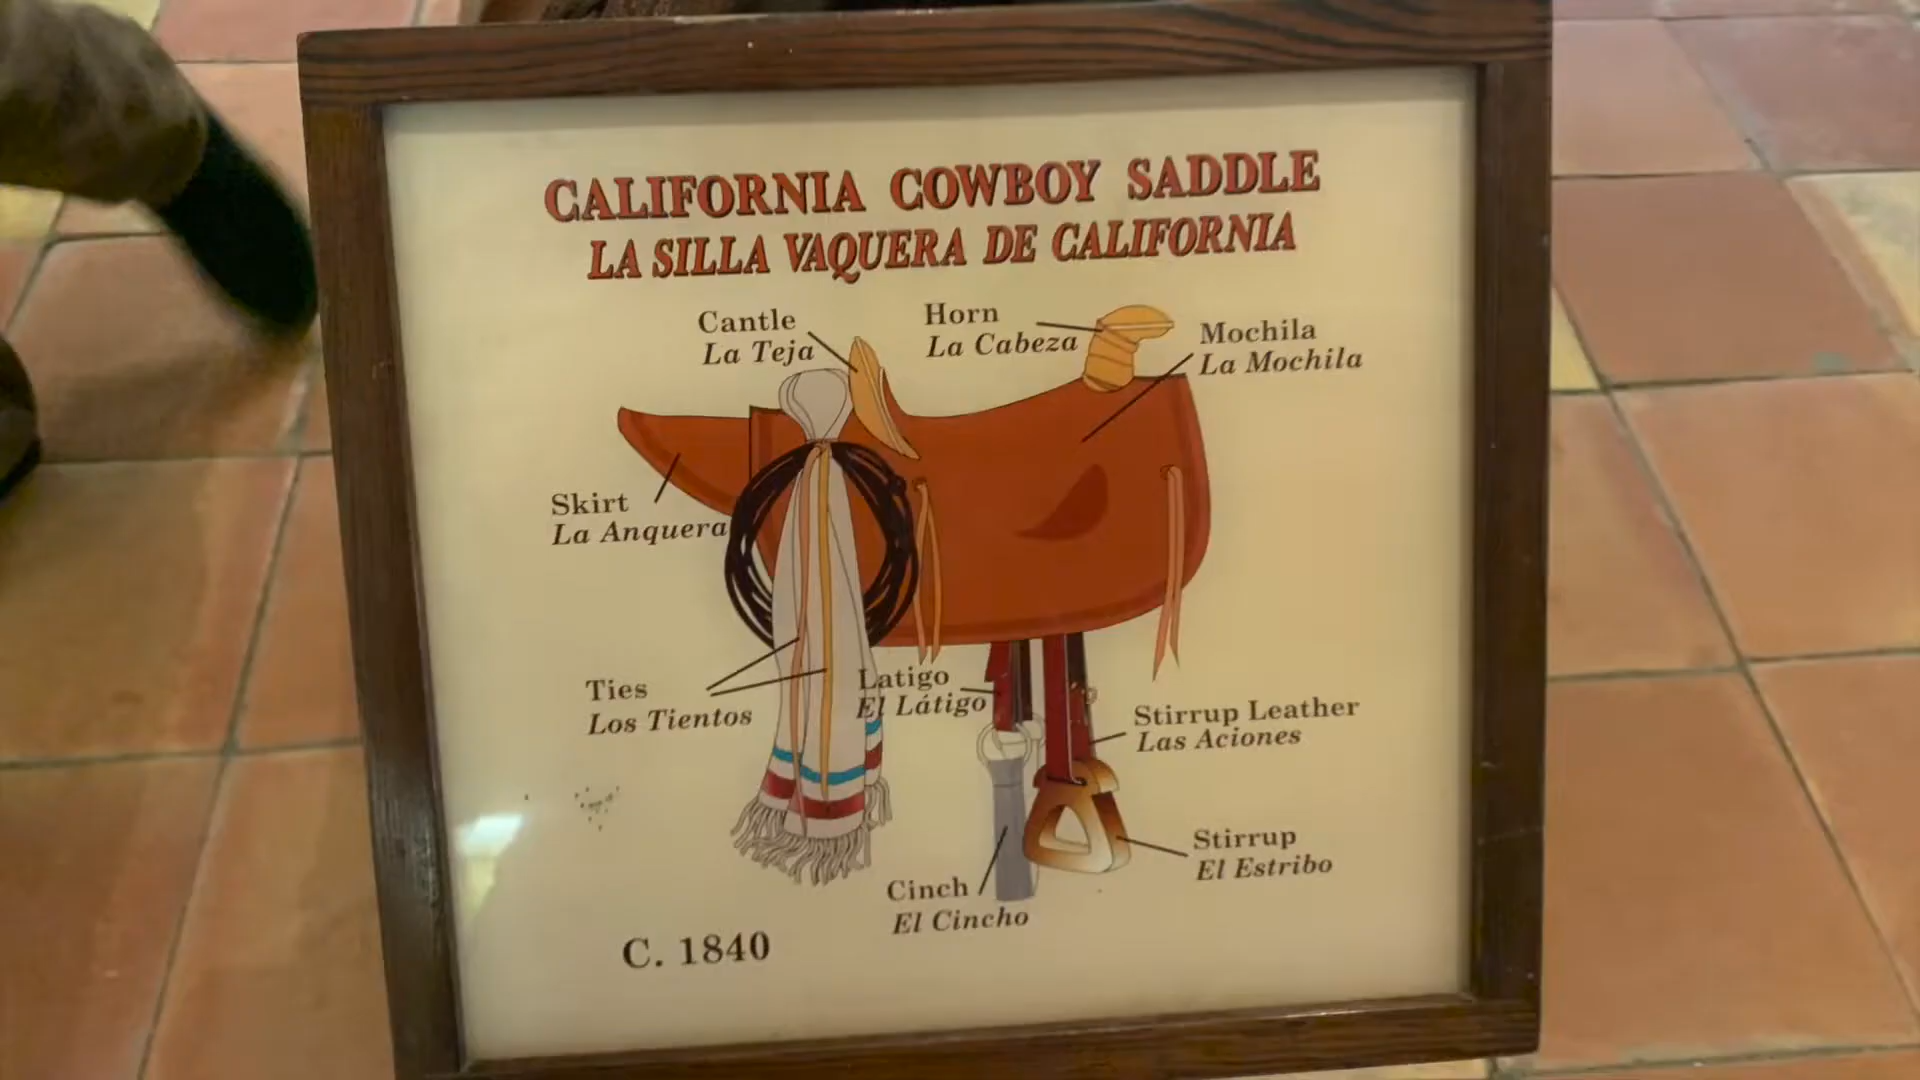 CALIFORNIA COWBOY SADDLE
LA SILLA VAQUERA DE CALIFORNIA
Cantle
La Teja
Horn
La Cabeza
Mochila
La Mochila
Skirt
La Anquera
Ties
Los Tientos
Latigo
El Látigo
Stirrup Leather
Las Aciones
Stirrup
El Estribo
Cinch
El Cincho
C. 1840